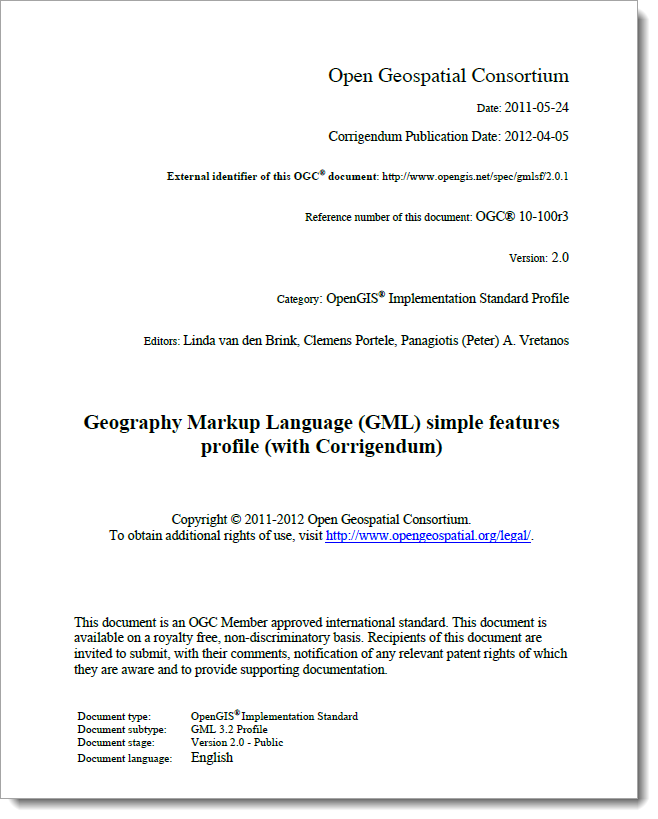 Open Geospatial Consortium
Date: 2011-05-24
Corrigendum Publication Date: 2012-04-05
External identifier of this OGC® document: http://www.opengis.net/spec/gmlsf/2.0.1
Reference number of this document: OGC® 10-100r3
Version: 2.0
Category: OpenGIS® Implementation Standard Profile
Editors: Linda van den Brink, Clemens Portele, Panagiotis (Peter) A. Vretanos
Geography Markup Language (GML) simple features
profile (with Corrigendum)
Copyright © 2011-2012 Open Geospatial Consortium.
To obtain additional rights of use, visit http://www.opengeospatial.org/legal/.
This document is an OGC Member approved international standard. This document is
available on a royalty free, non-discriminatory basis. Recipients of this document are
invited to submit, with their comments, notification of any relevant patent rights of which
they are aware and to provide supporting documentation.
Document type: OpenGIS® Implementation Standard
Document subtype: GML 3.2 Profile
Document stage: Version 2.0 - Public
Document language: English